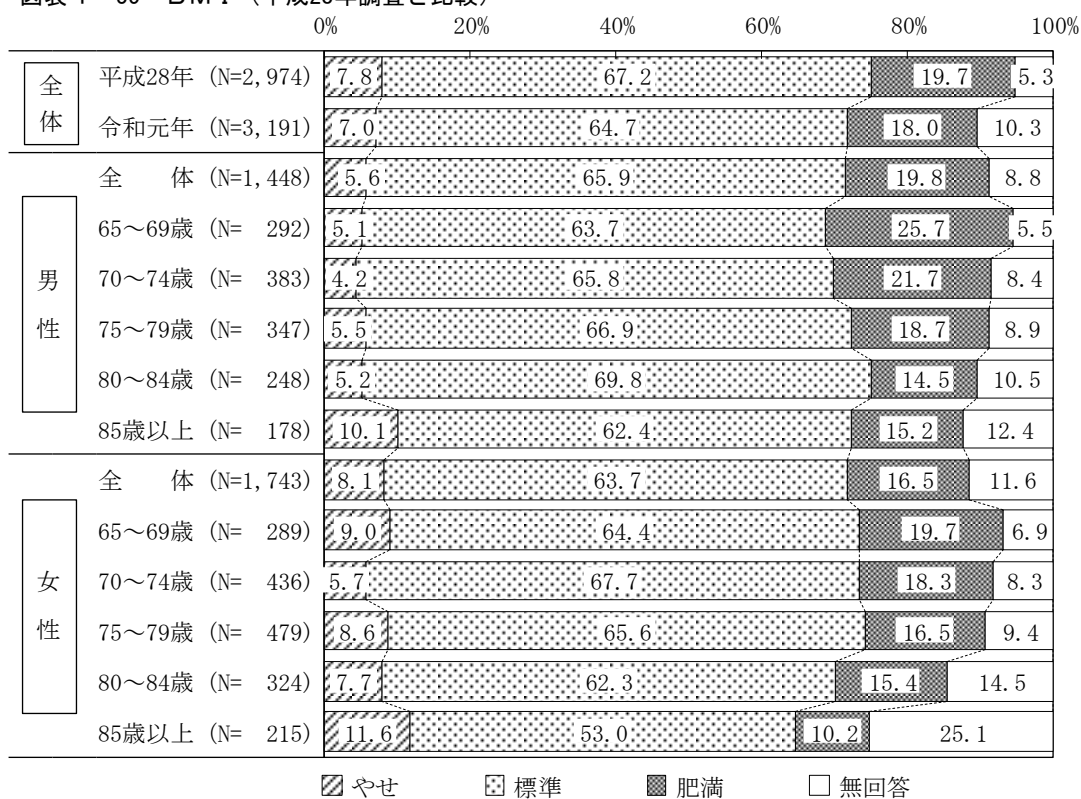 0% 20% 40% 60% 80% 100%
全体
平成28年 (N=2,974) 7.8 67.2 19.7 5.3
令和元年 (N=3,191) 7.0 64.7 18.0 10.3
男性
全　体 (N=1,448) 5.6 65.9 19.8 8.8
65～69歳 (N= 292) 5.1 63.7 25.7 5.5
70～74歳 (N= 383) 4.2 65.8 21.7 8.4
75～79歳 (N= 347) 5.5 66.9 18.7 8.9
80～84歳 (N= 248) 5.2 69.8 14.5 10.5
85歳以上 (N= 178) 10.1 62.4 15.2 12.4
女性
全　体 (N=1,743) 8.1 63.7 16.5 11.6
65～69歳 (N= 289) 9.0 64.4 19.7 6.9
70～74歳 (N= 436) 5.7 67.7 18.3 8.3
75～79歳 (N= 479) 8.6 65.6 16.5 9.4
80～84歳 (N= 324) 7.7 62.3 15.4 14.5
85歳以上 (N= 215) 11.6 53.0 10.2 25.1
やせ 標準 肥満 無回答